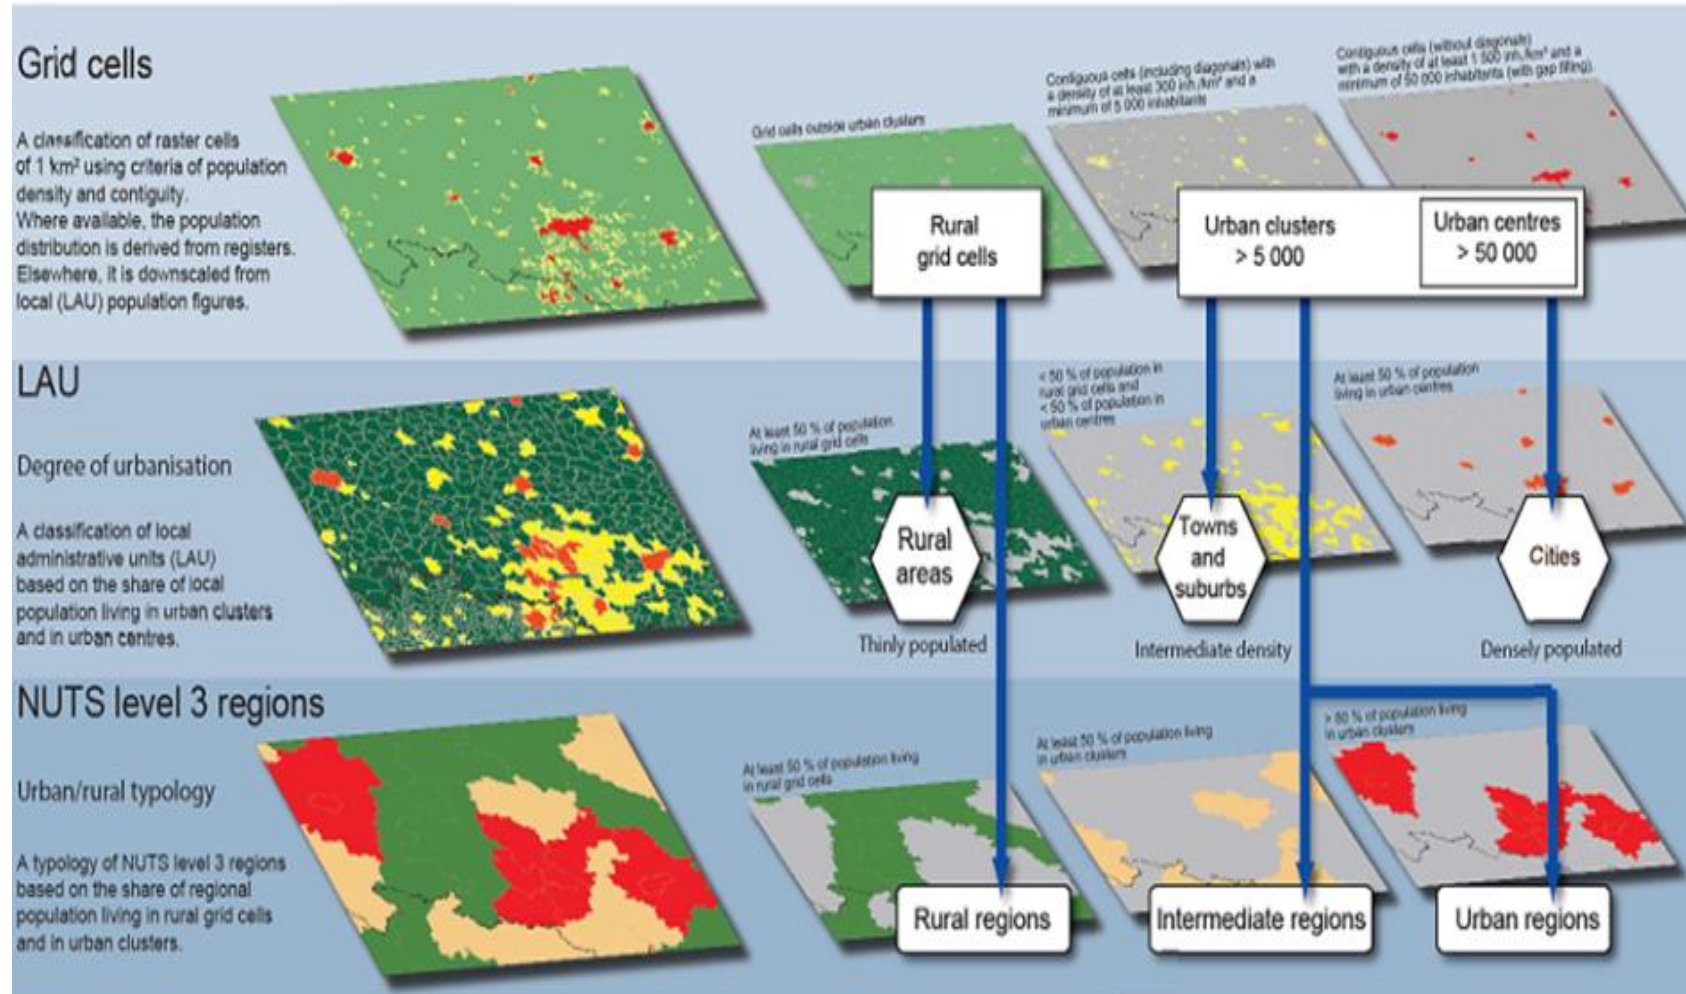 Grid cells
A classification of raster cells
of 1 km² using criteria of population
density and contiguity.
Where available, the population
distribution is derived from registers.
Elsewhere, it is downscaled from
local (LAU) population figures.
Grid cells outside urban clusters
Contiguous cells (including diagonals) with
a density of at least 300 inh./km² and a
minimum of 5 000 inhabitants
Contiguous cells (without diagonals)
with a density of at least 1 500 inh./km² and a
minimum of 50 000 inhabitants (with gap filling)
Rural
grid cells
Urban clusters
> 5 000
Urban centres
> 50 000
LAU
Degree of urbanisation
A classification of local
administrative units (LAU)
based on the share of local
population living in urban clusters
and in urban centres.
At least 50 % of population
living in rural grid cells
< 50 % of population in
rural grid cells and
< 50 % of population in
urban centres
At least 50 % of population
living in urban centres
Rural
areas
Towns
and
suburbs
Cities
Thinly populated
Intermediate density
Densely populated
NUTS level 3 regions
Urban/rural typology
A typology of NUTS level 3 regions
based on the share of regional
population living in rural grid cells
and in urban clusters.
At least 50 % of population living
in rural grid cells
At least 50 % of population living
in urban clusters
> 80 % of population living
in urban clusters
Rural regions
Intermediate regions
Urban regions